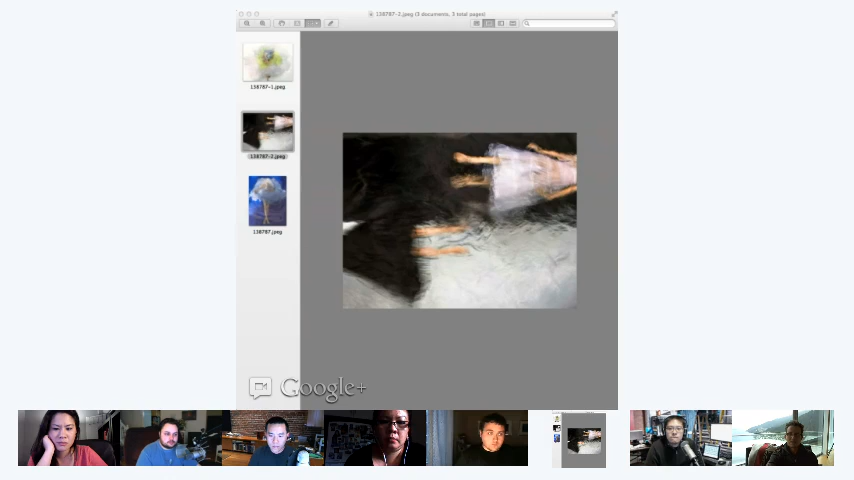 138787-2.jpeg (3 documents, 3 total pages)
138787-1.jpeg
138787-2.jpeg
138787.jpeg
Google+